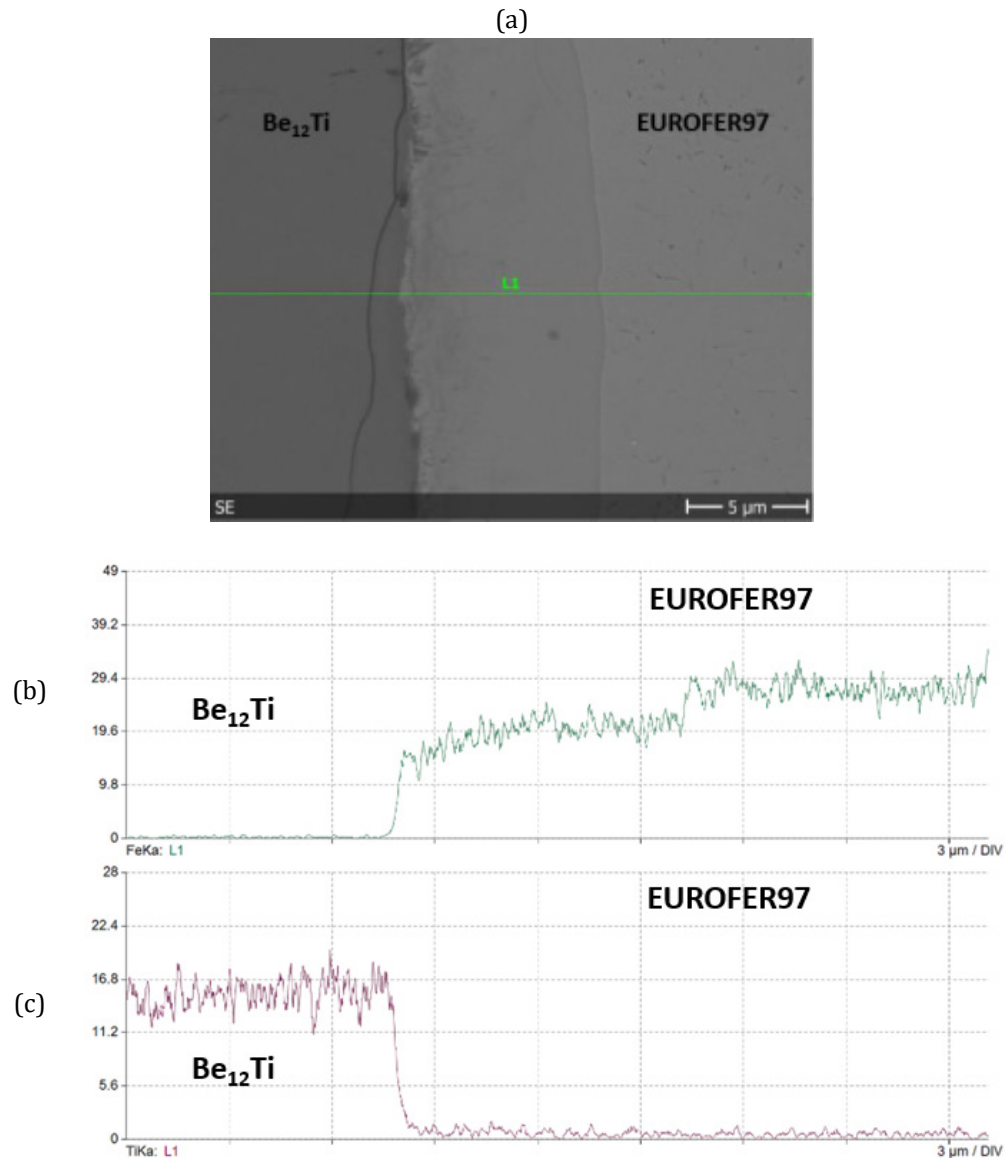 (a)
Be₁₂Ti
EUROFER97
L1
SE
5 µm
(b)
49
39.2
29.4
19.6
9.8
0
EUROFER97
Be₁₂Ti
FeKa: L1
3 µm / DIV
(c)
28
22.4
16.8
11.2
5.6
0
EUROFER97
Be₁₂Ti
TiKa: L1
3 µm / DIV